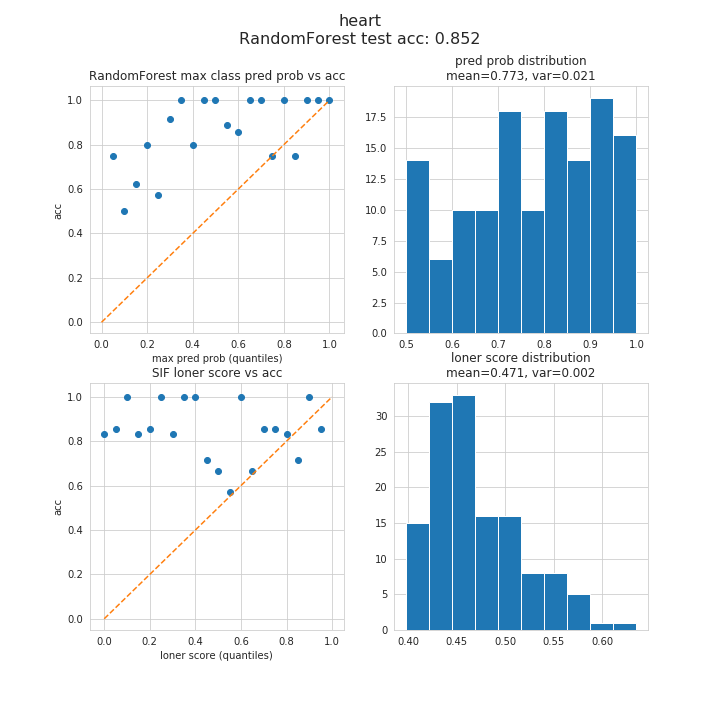 heart
RandomForest test acc: 0.852
RandomForest max class pred prob vs acc
1.0
0.8
0.6
0.4
0.2
0.0
acc
0.0 0.2 0.4 0.6 0.8 1.0
max pred prob (quantiles)
pred prob distribution
mean=0.773, var=0.021
17.5
15.0
12.5
10.0
7.5
5.0
2.5
0.0
0.5 0.6 0.7 0.8 0.9 1.0
SIF loner score vs acc
1.0
0.8
0.6
0.4
0.2
0.0
acc
0.0 0.2 0.4 0.6 0.8 1.0
loner score (quantiles)
loner score distribution
mean=0.471, var=0.002
30
25
20
15
10
5
0
0.40 0.45 0.50 0.55 0.60